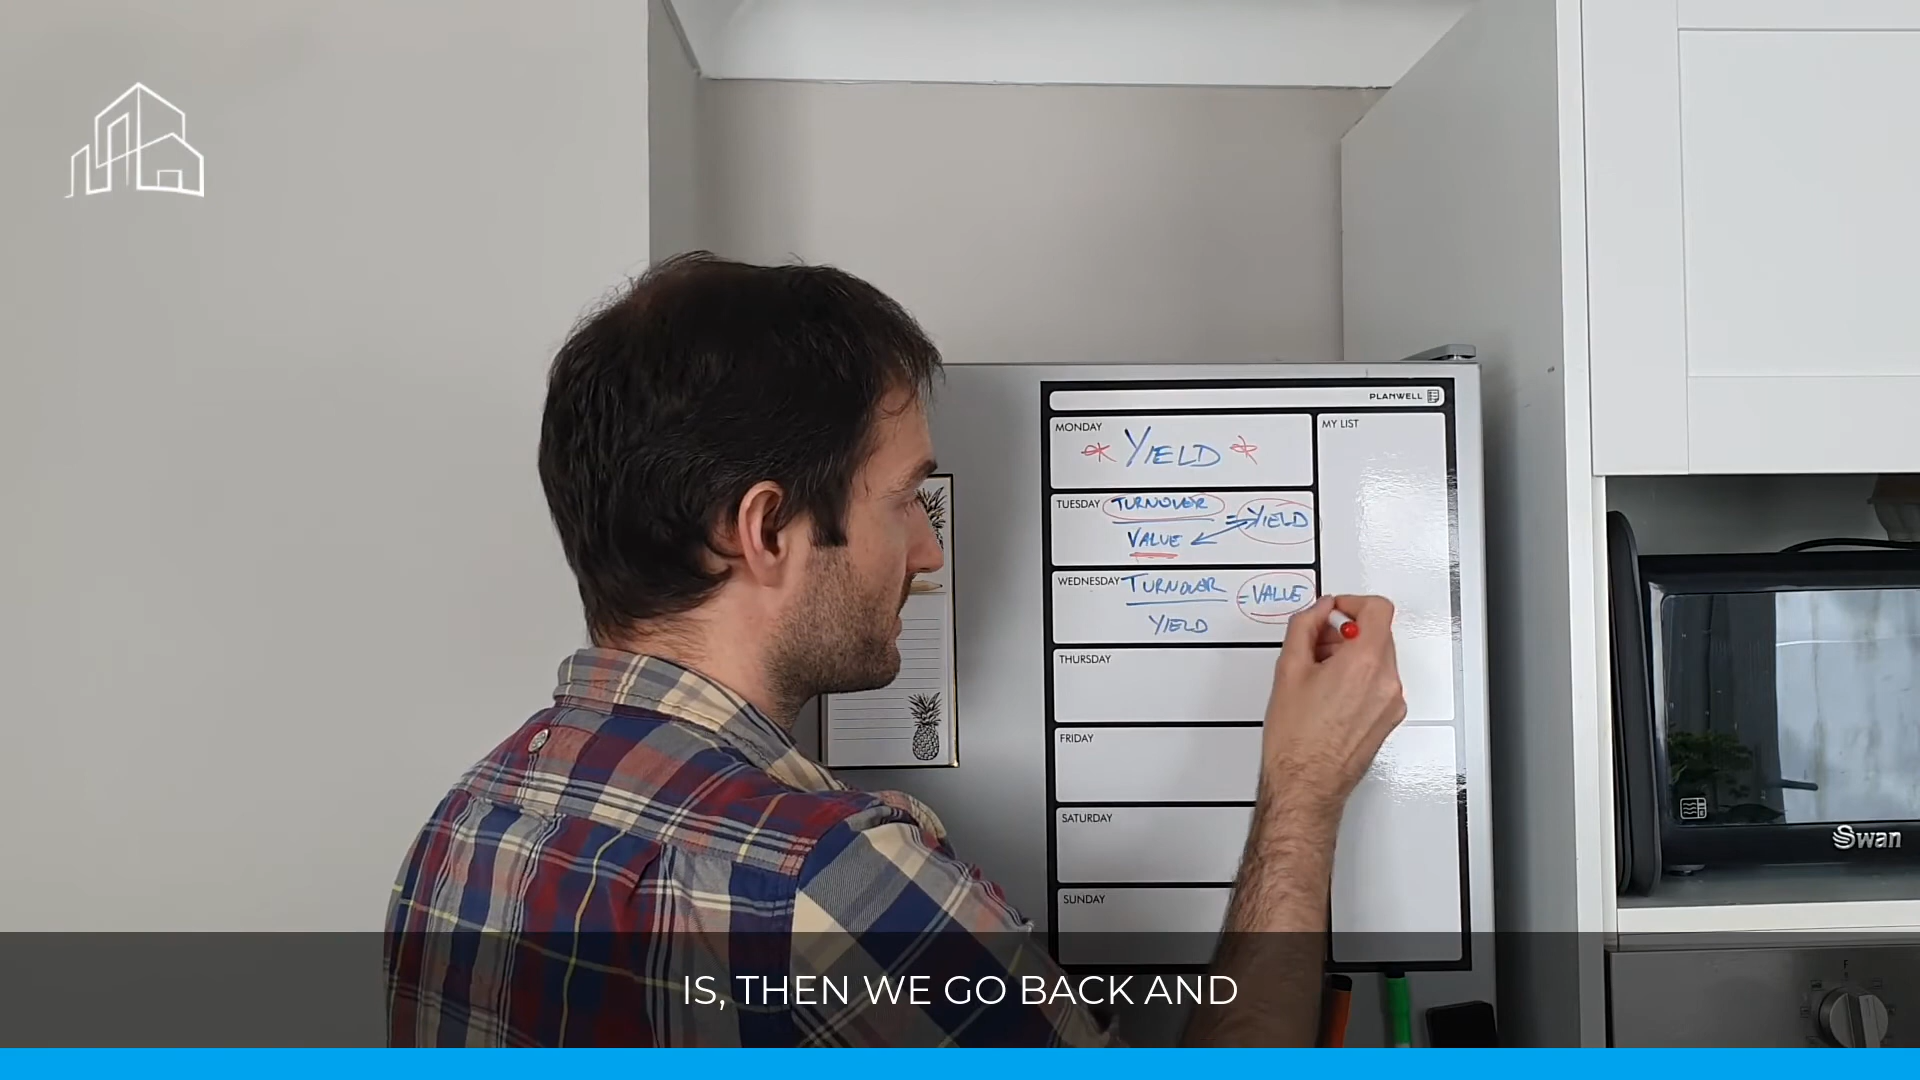 PLANWELL
MONDAY
* YIELD *
MY LIST
TUESDAY
TURNOVER
VALUE
= YIELD
WEDNESDAY
TURNOVER
YIELD
= VALUE
THURSDAY
FRIDAY
SATURDAY
SUNDAY
Swan
F
IS, THEN WE GO BACK AND